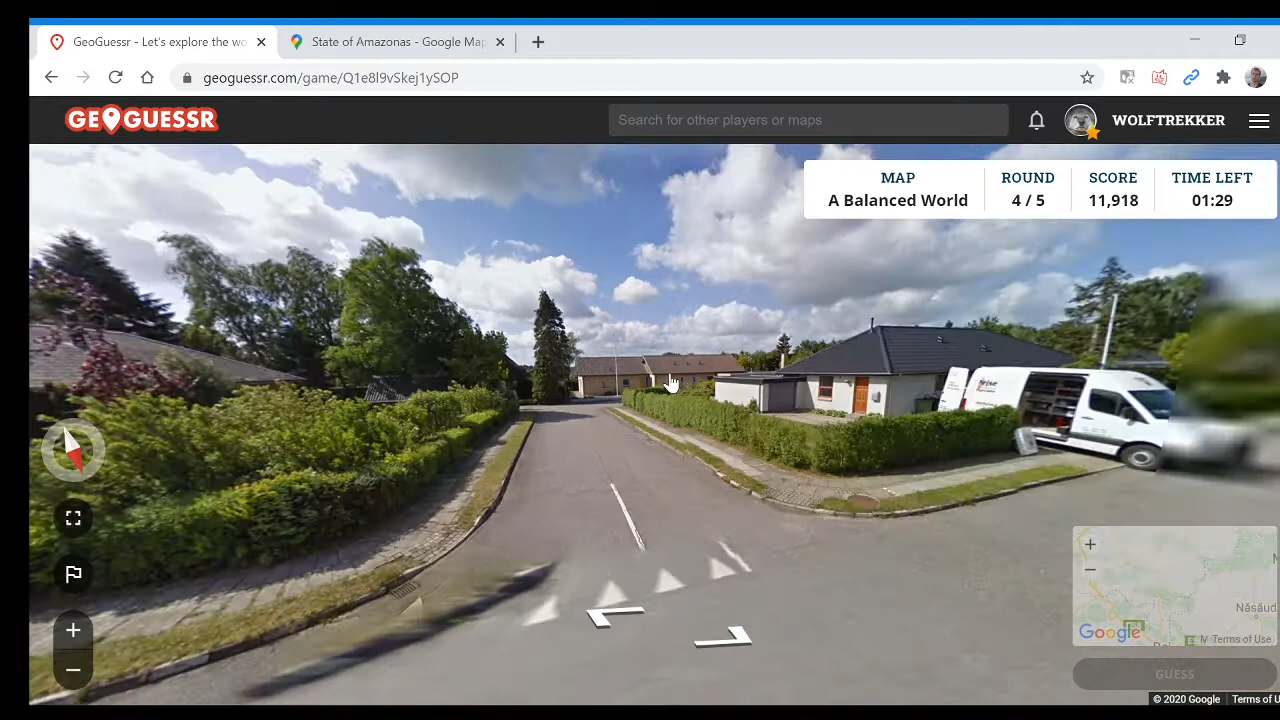 GeoGuessr - Let's explore the wo
State of Amazonas - Google Map
geoguessr.com/game/Q1e8I9vSkej1ySOP
GEOGUESSR
Search for other players or maps
WOLFTREKKER
MAP
ROUND
SCORE
TIME LEFT
A Balanced World
4 / 5
11,918
01:29
Năsăud
Google
Terms of Use
GUESS
© 2020 Google
Terms of U